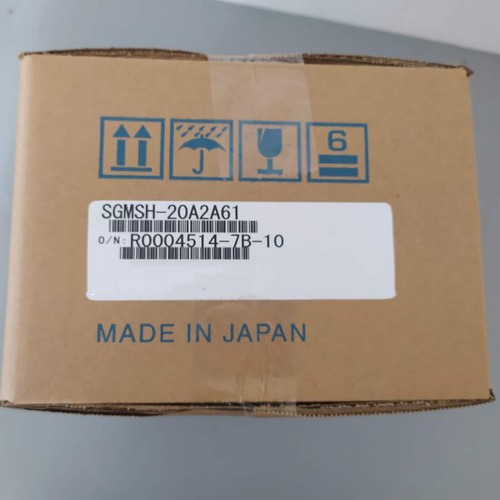 6
SGMSH-20A2A61
O/N: R0004514-7B-10
MADE IN JAPAN